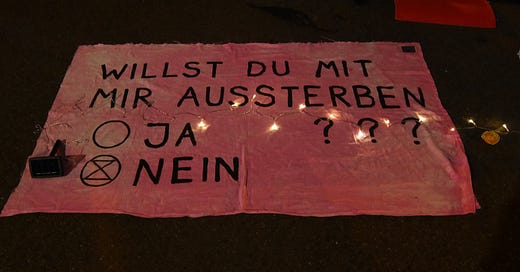 WILLST DU MIT
MIR AUSSTERBEN
JA ???
NEIN